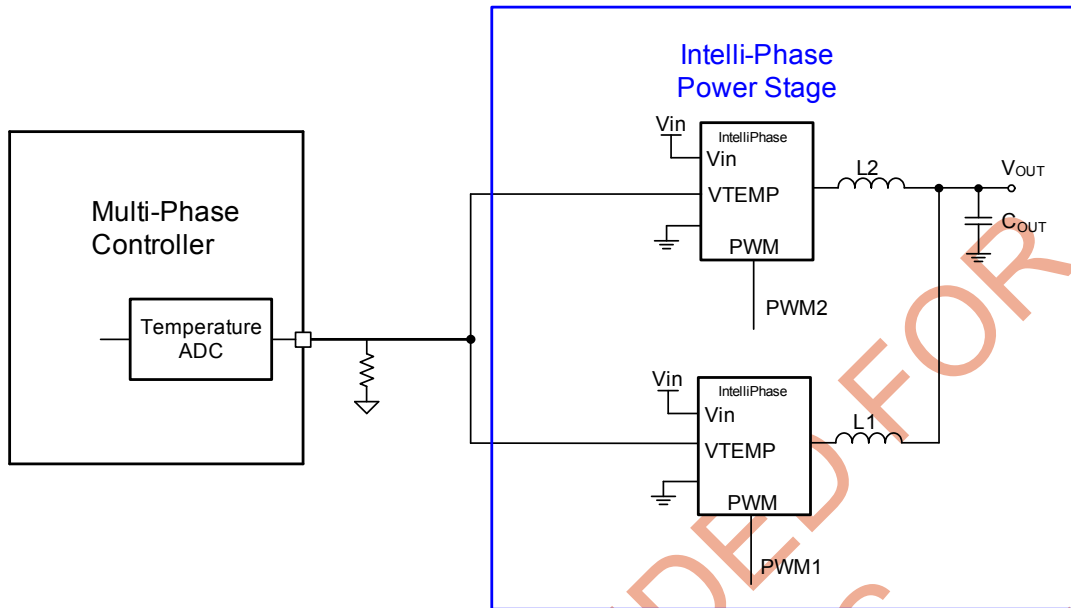 Intelli-Phase
Power Stage
Vin
IntelliPhase
Vin
VTEMP
PWM
L2
VOUT
COUT
PWM2
Multi-Phase
Controller
Temperature
ADC
Vin
IntelliPhase
Vin
VTEMP
PWM
L1
PWM1
DED FOR